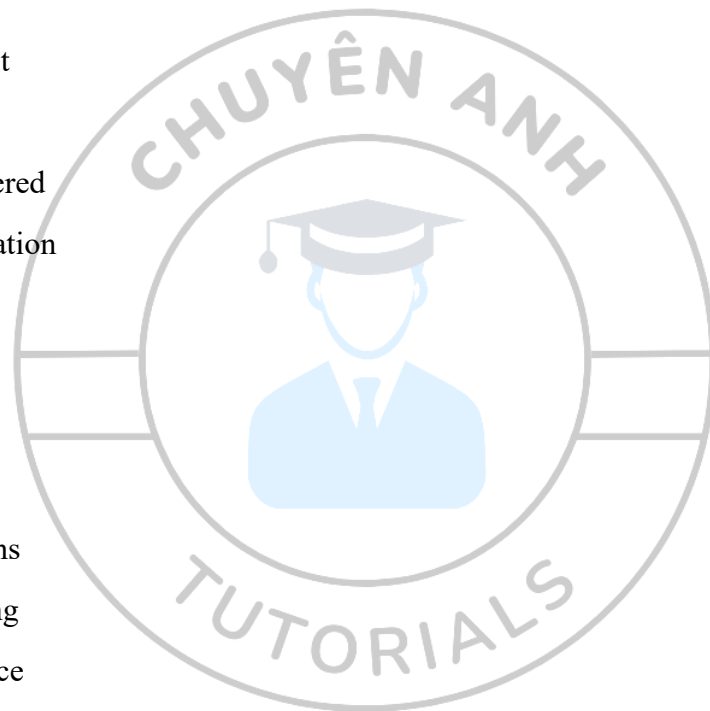 CHUYÊN ANH
t
ered
ation
ns
ng
ce
TUTORIALS